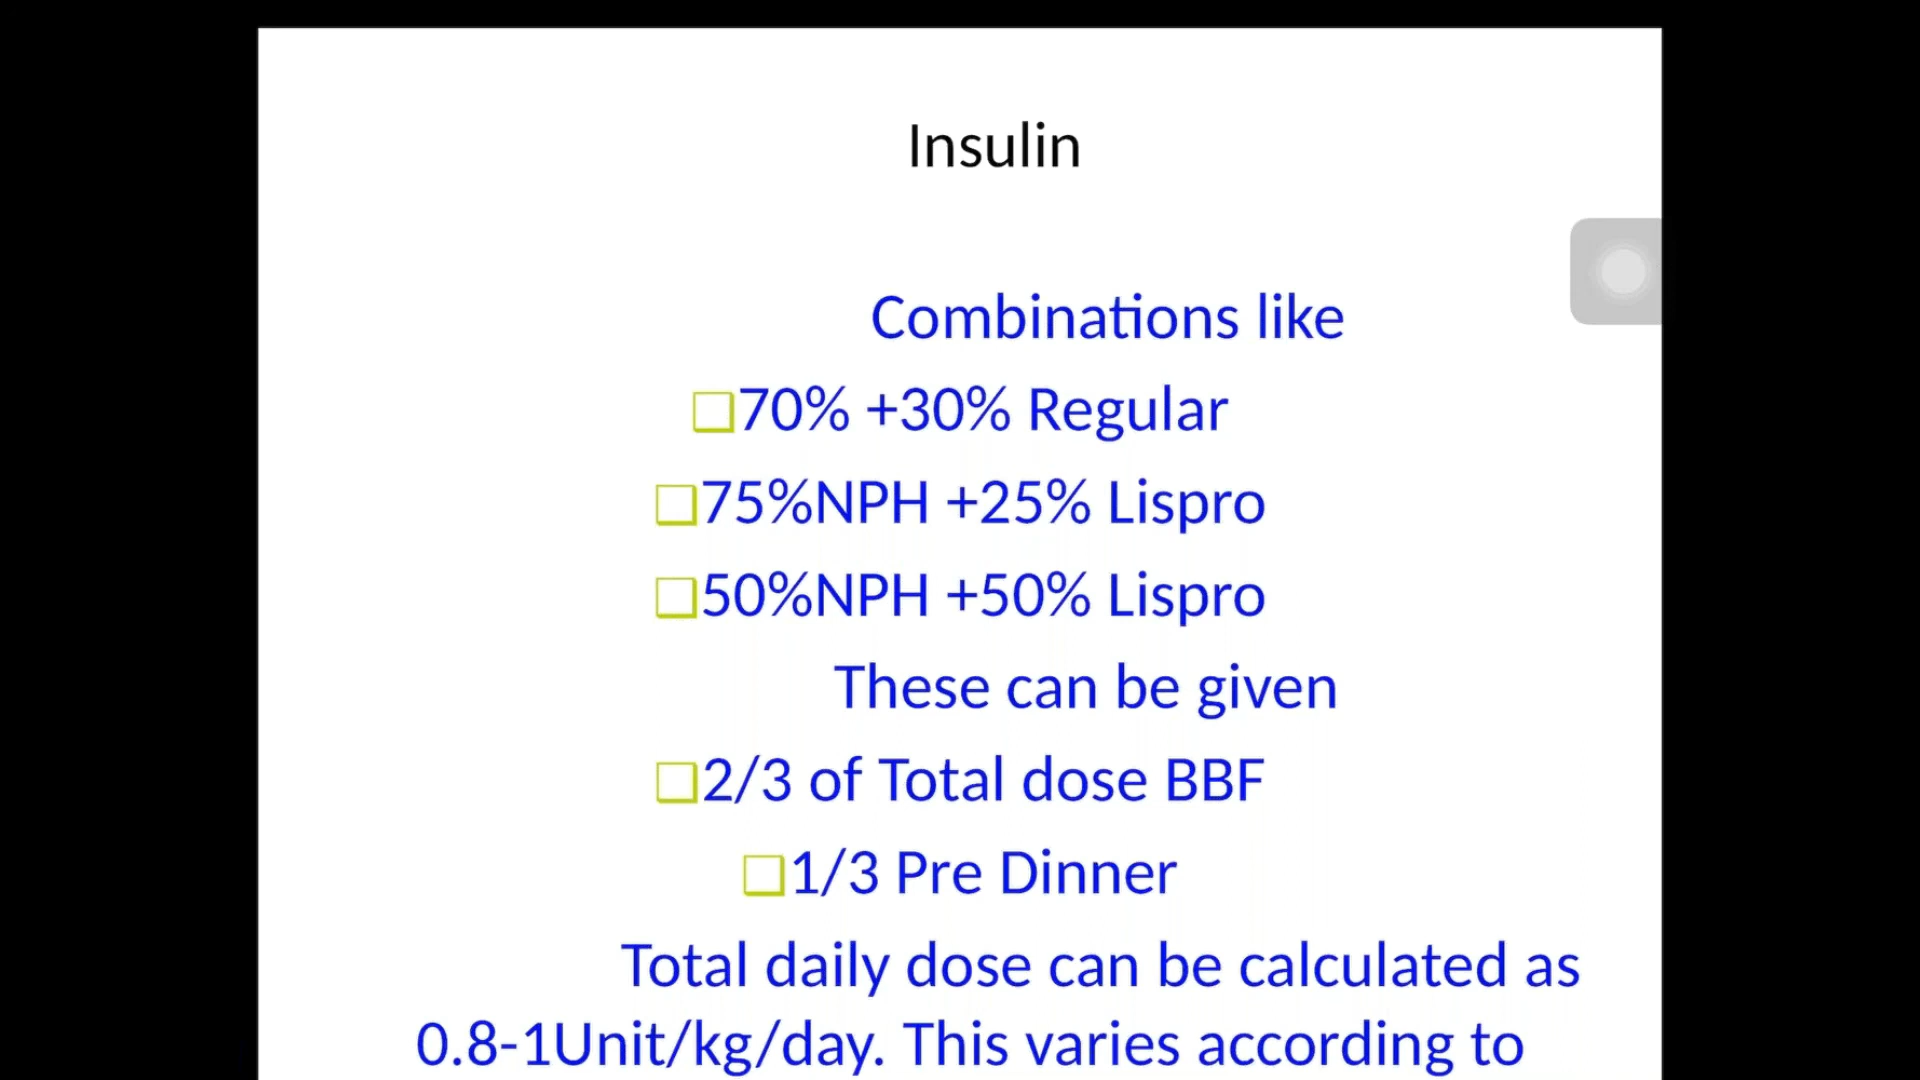 Insulin
Combinations like
❑70% +30% Regular
❑75%NPH +25% Lispro
❑50%NPH +50% Lispro
These can be given
❑2/3 of Total dose BBF
❑1/3 Pre Dinner
Total daily dose can be calculated as
0.8-1Unit/kg/day. This varies according to